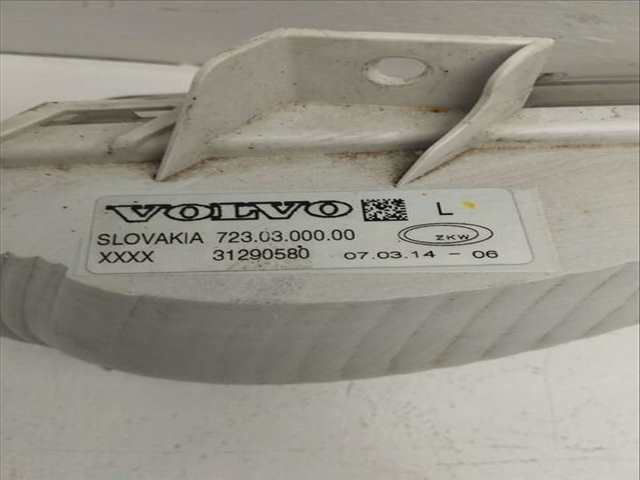 VOLVO L
SLOVAKIA 723.03.000.00 ZKW
XXXX 31290580 07.03.14 - 06